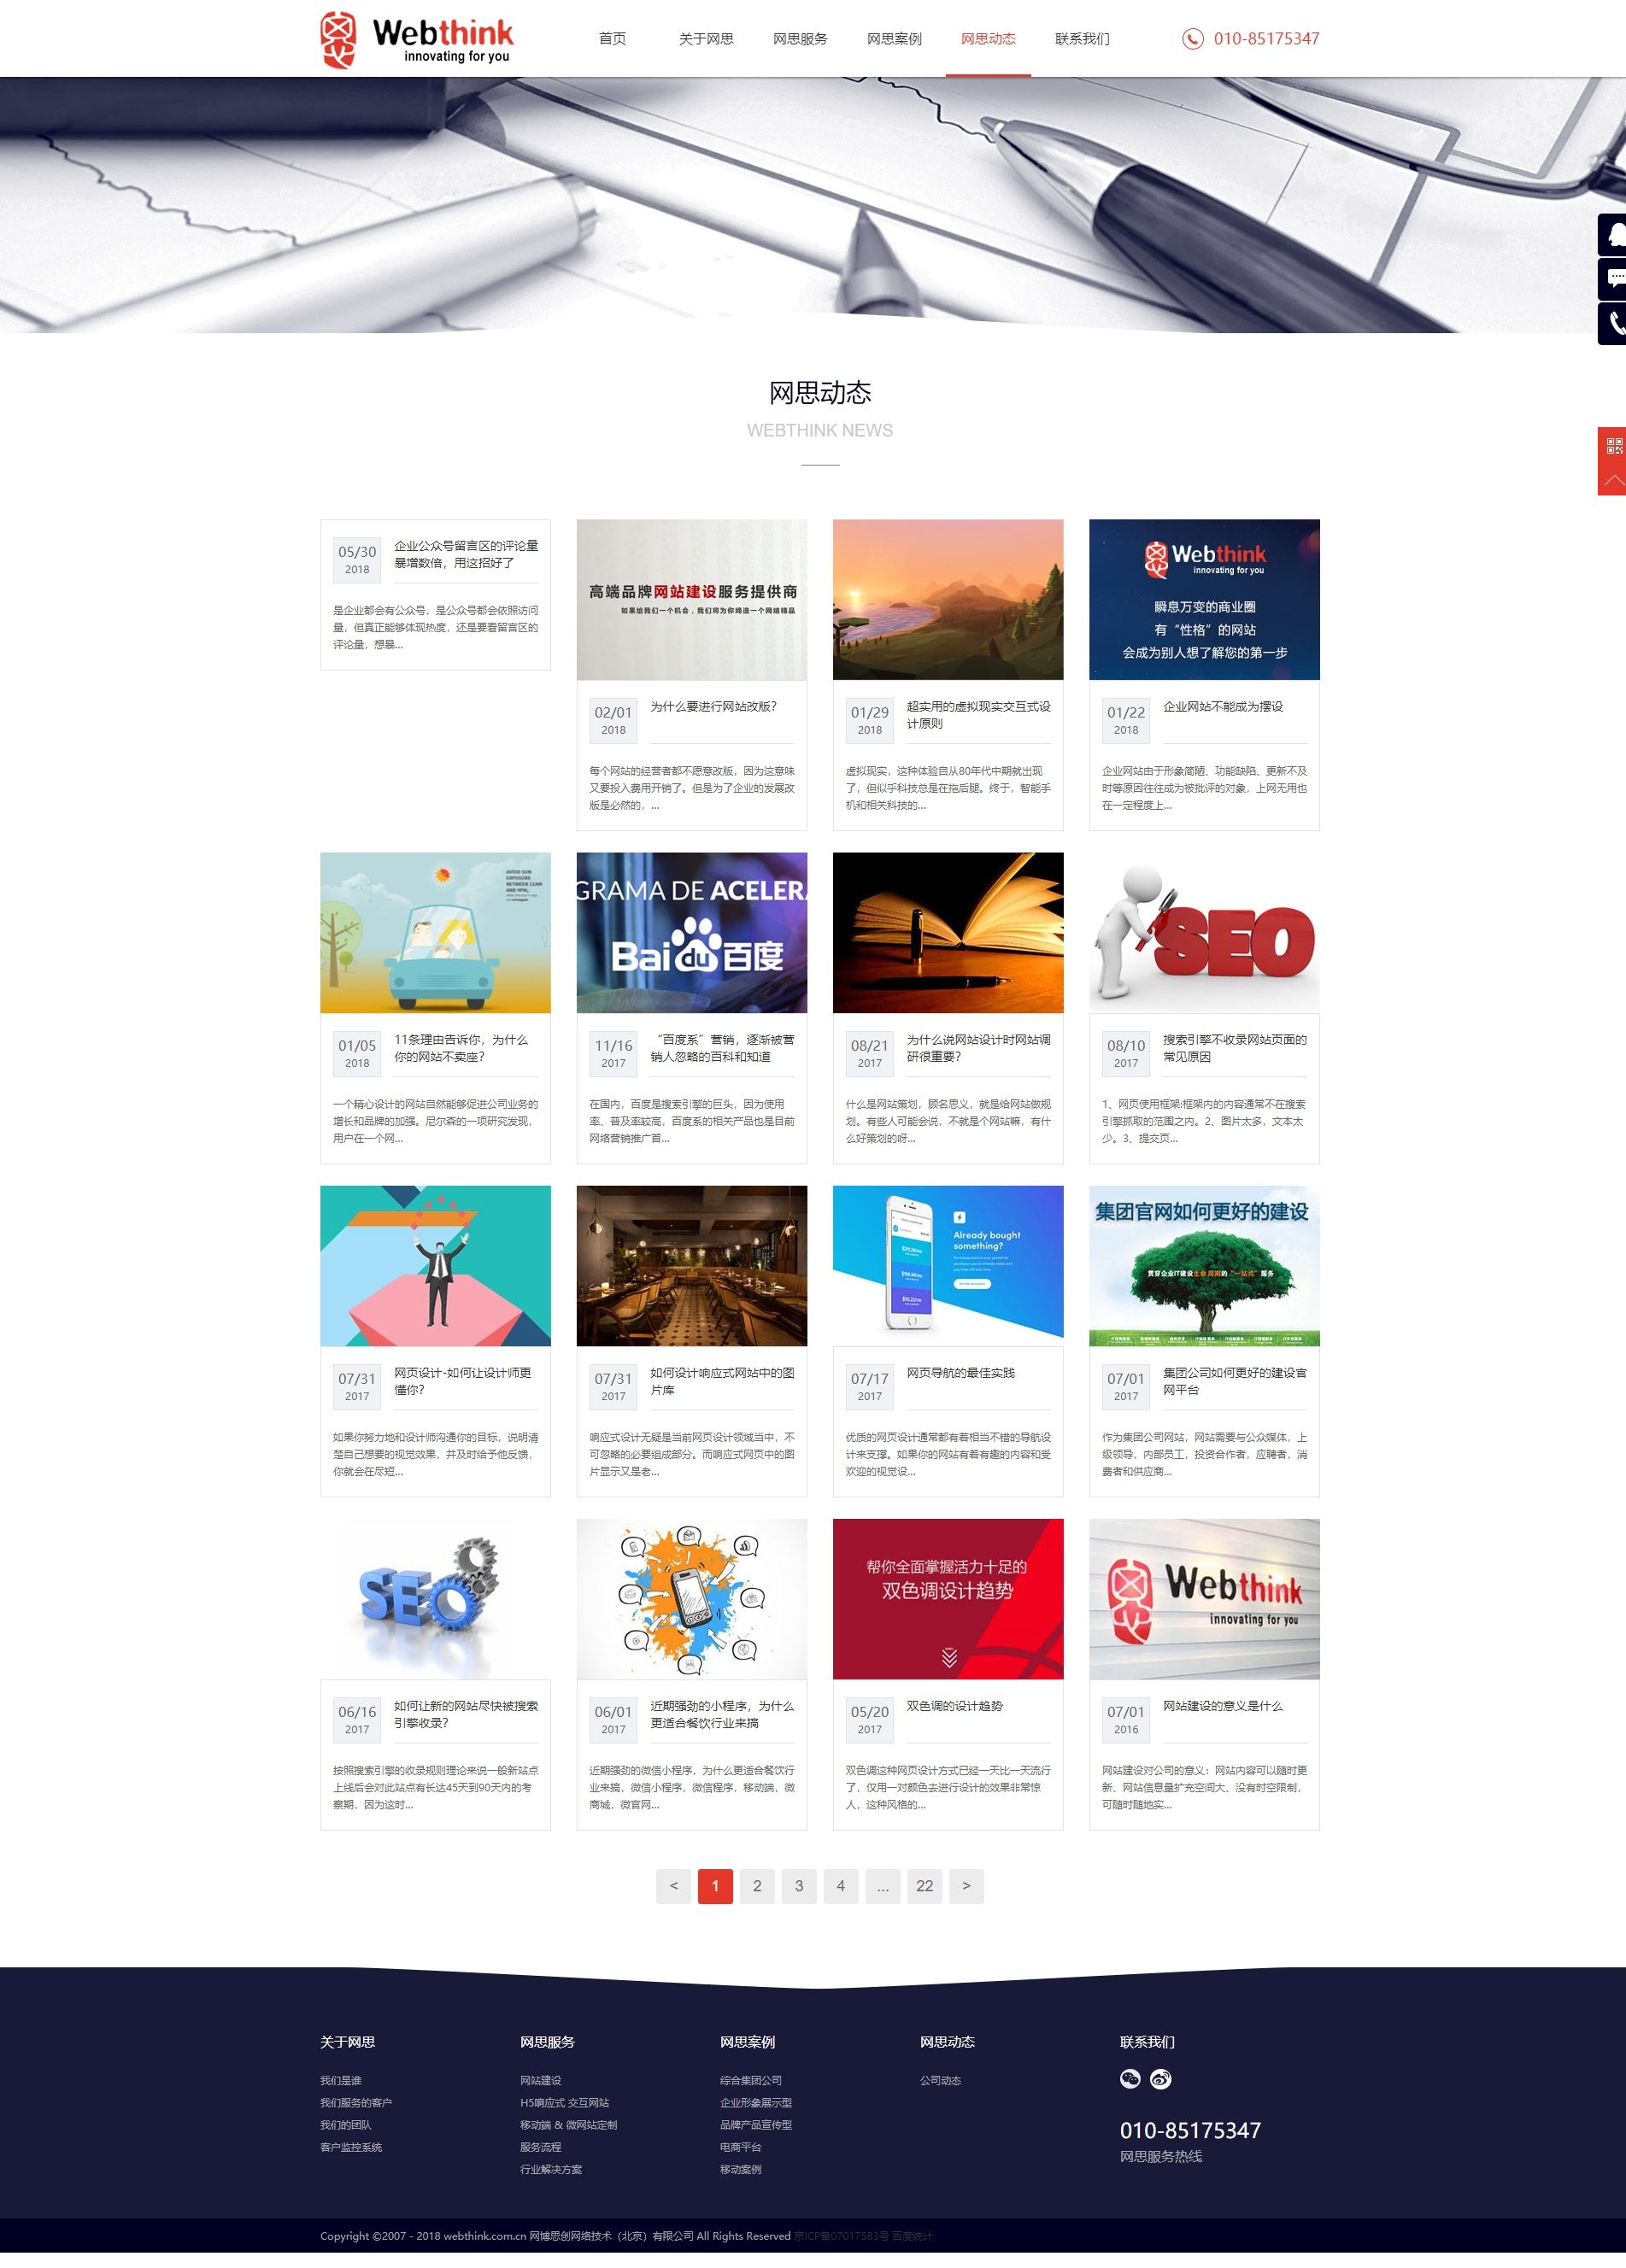 Webthink
innovating for you
首页
关于网思
网思服务
网思案例
网思动态
联系我们
010-85175347
网思动态
WEBTHINK NEWS
05/30
2018
企业公众号留言区的评论量
暴增数倍，用这招好了
是企业都会有公众号，是公众号都会依照访问
量，但真正能够体现热度，还是要看留言区的
评论量，想暴...
高端品牌网站建设服务提供商
如果给我们一个机会，我们将为你缔造一个网络精品
02/01
2018
为什么要进行网站改版？
每个网站的经营者都不愿意改版，因为这意味
又要投入费用开销了。但是为了企业的发展改
版是必然的，...
01/29
2018
超实用的虚拟现实交互式设
计原则
虚拟现实，这种体验自从80年代中期就出现
了，但似乎科技总是在拖后腿。终于，智能手
机和相关科技的...
Webthink
innovating for you
瞬息万变的商业圈
有“性格”的网站
会成为别人想了解您的第一步
01/22
2018
企业网站不能成为摆设
企业网站由于形象简陋、功能缺陷、更新不及
时等原因往往成为被批评的对象，上网无用也
在一定程度上...
AVOID SUN
EXPOSURE
BETWEEN 11AM
AND 4PM,
01/05
2018
11条理由告诉你，为什么
你的网站不卖座？
一个精心设计的网站自然能够促进公司业务的
增长和品牌的加强。尼尔森的一项研究发现，
用户在一个网...
GRAMA DE ACELERA
Bai du 百度
11/16
2017
“百度系”营销，逐渐被营
销人忽略的百科和知道
在国内，百度是搜索引擎的巨头，因为使用
率、普及率较高，百度系的相关产品也是目前
网络营销推广首...
08/21
2017
为什么说网站设计时网站调
研很重要？
什么是网站策划，顾名思义，就是给网站做规
划。有些人可能会说，不就是个网站嘛，有什
么好策划的呀...
SEO
08/10
2017
搜索引擎不收录网站页面的
常见原因
1、网页使用框架:框架内的内容通常不在搜索
引擎抓取的范围之内。2、图片太多，文本太
少。3、提交页...
07/31
2017
网页设计-如何让设计师更
懂你？
如果你努力地和设计师沟通你的目标，说明清
楚自己想要的视觉效果，并及时给予他反馈，
你就会在尽短...
07/31
2017
如何设计响应式网站中的图
片库
响应式设计无疑是当前网页设计领域当中，不
可忽略的必要组成部分。而响应式网页中的图
片显示又是老...
Already bought
something?
07/17
2017
网页导航的最佳实践
优质的网页设计通常都有着相当不错的导航设
计来支撑。如果你的网站有着有趣的内容和受
欢迎的视觉设...
集团官网如何更好的建设
贯穿企业IT建设生命周期的“一站式”服务
07/01
2017
集团公司如何更好的建设官
网平台
作为集团公司网站，网站需要与公众媒体，上
级领导，内部员工，投资合作者，应聘者，消
费者和供应商...
SEO
06/16
2017
如何让新的网站尽快被搜索
引擎收录？
按照搜索引擎的收录规则理论来说一般新站点
上线后会对此站点有长达45天到90天内的考
察期，因为这时...
06/01
2017
近期强劲的小程序，为什么
更适合餐饮行业来搞
近期强劲的微信小程序，为什么更适合餐饮行
业来搞，微信小程序，微信程序，移动端，微
商城，微官网...
帮你全面掌握活力十足的
双色调设计趋势
05/20
2017
双色调的设计趋势
双色调这种网页设计方式已经一天比一天流行
了，仅用一对颜色去进行设计的效果非常惊
人，这种风格的...
Webthink
innovating for you
07/01
2016
网站建设的意义是什么
网站建设对公司的意义：网站内容可以随时更
新、网站信息量扩充空间大、没有时空限制，
可随时随地实...
< 1 2 3 4 ... 22 >
关于网思
我们是谁
我们服务的客户
我们的团队
客户监控系统
网思服务
网站建设
H5响应式 交互网站
移动端 & 微网站定制
服务流程
行业解决方案
网思案例
综合集团公司
企业形象展示型
品牌产品宣传型
电商平台
移动案例
网思动态
公司动态
联系我们
010-85175347
网思服务热线
Copyright ©2007 - 2018 webthink.com.cn 网博思创网络技术（北京）有限公司 All Rights Reserved 京ICP备07017583号 百度统计